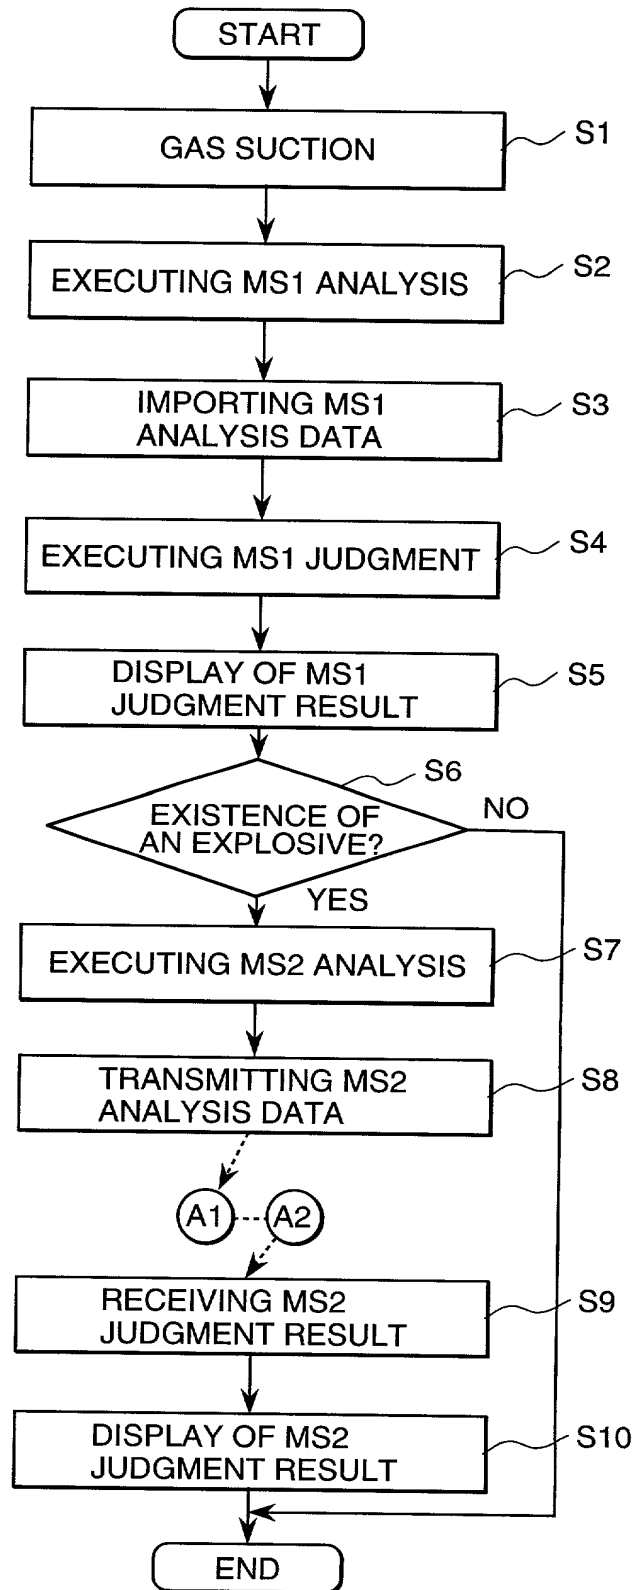 START
GAS SUCTION
S1
EXECUTING MS1 ANALYSIS
S2
IMPORTING MS1
ANALYSIS DATA
S3
EXECUTING MS1 JUDGMENT
S4
DISPLAY OF MS1
JUDGMENT RESULT
S5
S6
EXISTENCE OF
AN EXPLOSIVE?
NO
YES
EXECUTING MS2 ANALYSIS
S7
TRANSMITTING MS2
ANALYSIS DATA
S8
A1
A2
RECEIVING MS2
JUDGMENT RESULT
S9
DISPLAY OF MS2
JUDGMENT RESULT
S10
END